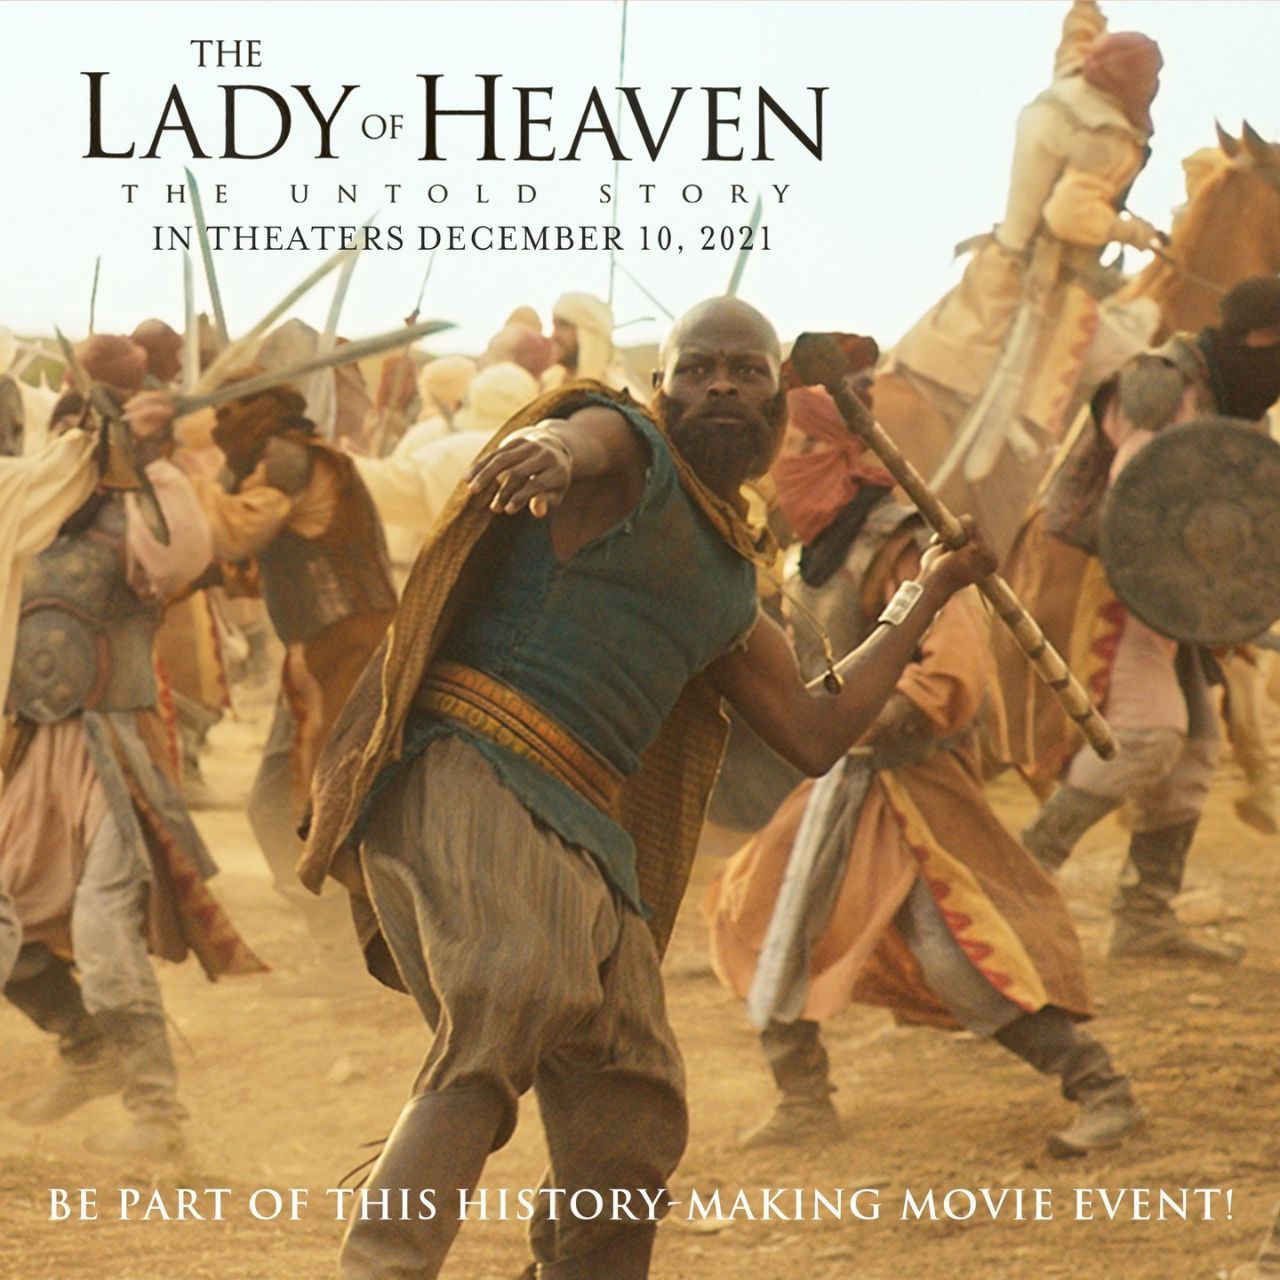 THE
LADY OF HEAVEN
THE UNTOLD STORY
IN THEATERS DECEMBER 10, 2021
BE PART OF THIS HISTORY-MAKING MOVIE EVENT!